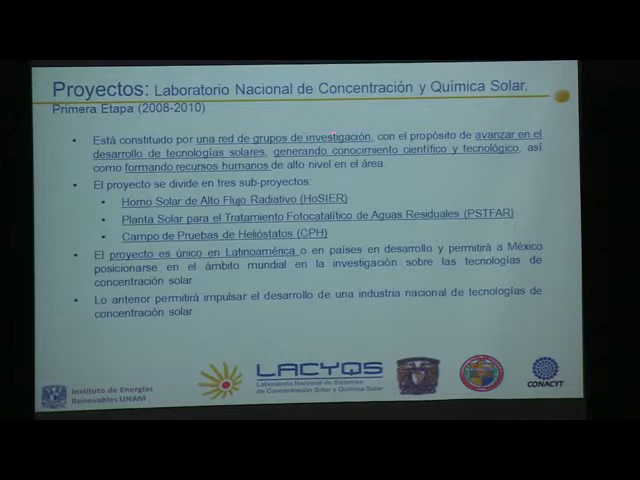 Proyectos: Laboratorio Nacional de Concentración y Química Solar.
Primera Etapa (2008-2010)
• Está constituido por una red de grupos de investigación, con el propósito de avanzar en el
desarrollo de tecnologías solares, generando conocimiento científico y tecnológico, así
como formando recursos humanos de alto nivel en el área
• El proyecto se divide en tres sub-proyectos:
• Horno Solar de Alto Flujo Radiativo (HoSIER)
• Planta Solar para el Tratamiento Fotocatalítico de Aguas Residuales (PSTFAR)
• Campo de Pruebas de Helióstatos (CPH)
• El proyecto es único en Latinoamérica o en países en desarrollo y permitirá a México
posicionarse en el ámbito mundial en la investigación sobre las tecnologías de
concentración solar
• Lo anterior permitirá impulsar el desarrollo de una industria nacional de tecnologías de
concentración solar
Instituto de Energías
Renovables UNAM
LACYQS
Laboratorio Nacional de Sistemas
de Concentración Solar y Química Solar
CONACYT